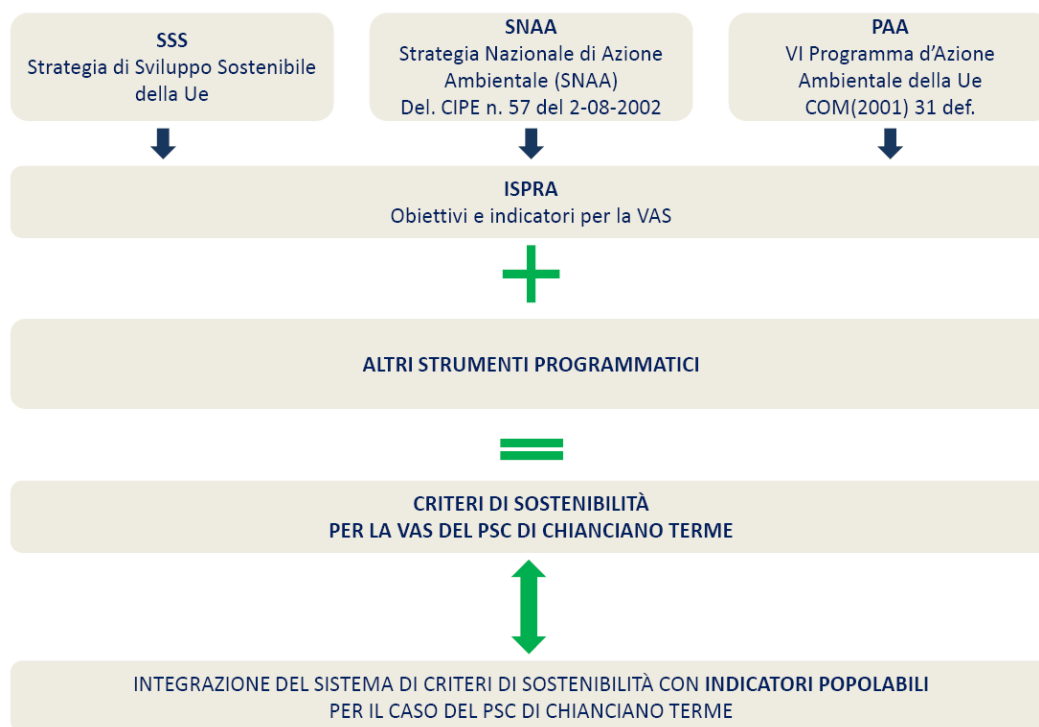 SSS
Strategia di Sviluppo Sostenibile
della Ue
SNAA
Strategia Nazionale di Azione
Ambientale (SNAA)
Del. CIPE n. 57 del 2-08-2002
PAA
VI Programma d'Azione
Ambientale della Ue
COM(2001) 31 def.
ISPRA
Obiettivi e indicatori per la VAS
ALTRI STRUMENTI PROGRAMMATICI
CRITERI DI SOSTENIBILITÀ
PER LA VAS DEL PSC DI CHIANCIANO TERME
INTEGRAZIONE DEL SISTEMA DI CRITERI DI SOSTENIBILITÀ CON INDICATORI POPOLABILI
PER IL CASO DEL PSC DI CHIANCIANO TERME